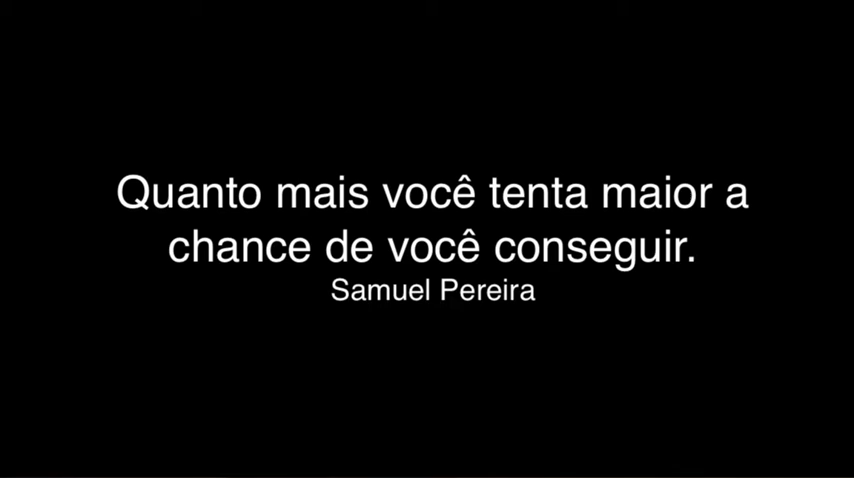 Quanto mais você tenta maior a
chance de você conseguir.
Samuel Pereira